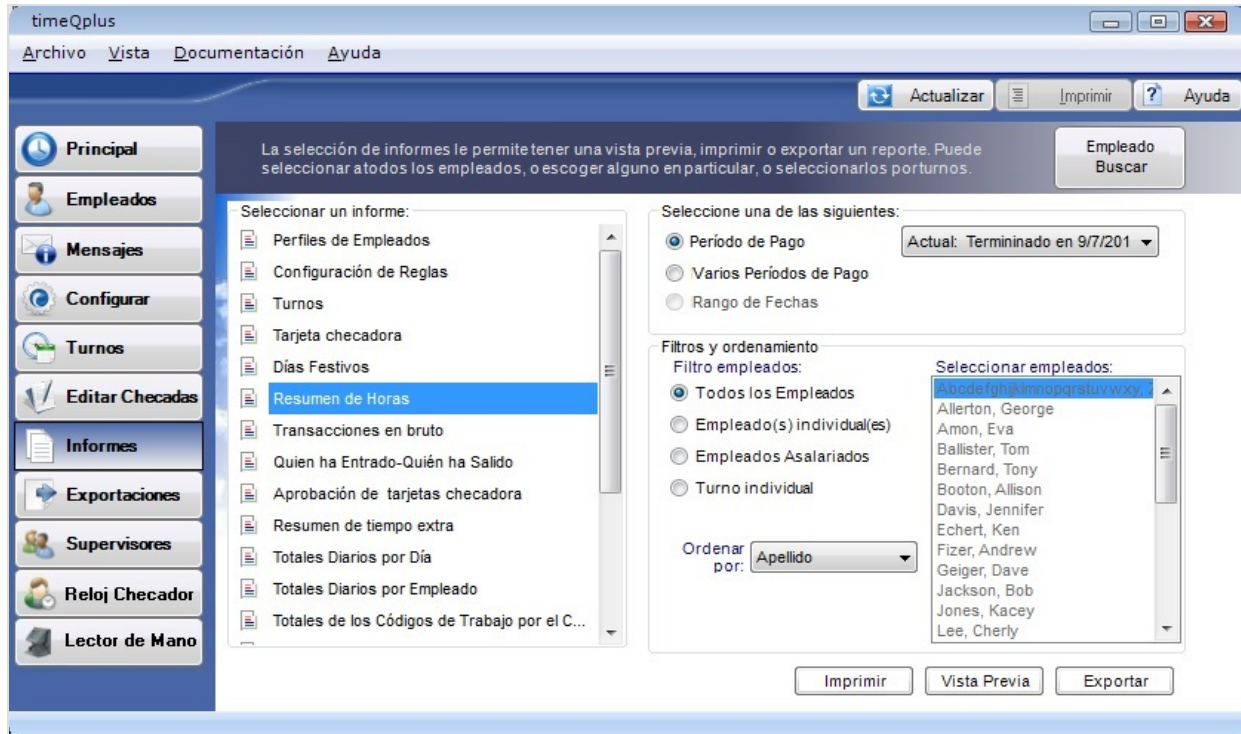 timeQplus
Archivo Vista Documentación Ayuda
Actualizar Imprimir Ayuda
Principal
Empleados
Mensajes
Configurar
Turnos
Editar Checadas
Informes
Exportaciones
Supervisores
Reloj Checador
Lector de Mano
La selección de informes le permitetener una vista previa, imprimir o exportar un reporte. Puede
seleccionar atodos los empleados, o escoger alguno en particular, o seleccionarlos porturnos.
Empleado
Buscar
Seleccionar un informe:
Perfiles de Empleados
Configuración de Reglas
Turnos
Tarjeta checadora
Días Festivos
Resumen de Horas
Transacciones en bruto
Quien ha Entrado-Quién ha Salido
Aprobación de tarjetas checadora
Resumen de tiempo extra
Totales Diarios por Día
Totales Diarios por Empleado
Totales de los Códigos de Trabajo por el C...
Seleccione una de las siguientes:
Período de Pago
Actual: Termininado en 9/7/201
Varios Períodos de Pago
Rango de Fechas
Filtros y ordenamiento
Filtro empleados:
Todos los Empleados
Empleado(s) individual(es)
Empleados Asalariados
Turno individual
Ordenar
por:
Apellido
Seleccionar empleados:
Abcdefghijklmnopqrstuvwxy, Z
Allerton, George
Amon, Eva
Ballister, Tom
Bernard, Tony
Booton, Allison
Davis, Jennifer
Echert, Ken
Fizer, Andrew
Geiger, Dave
Jackson, Bob
Jones, Kacey
Lee, Cherly
Imprimir Vista Previa Exportar